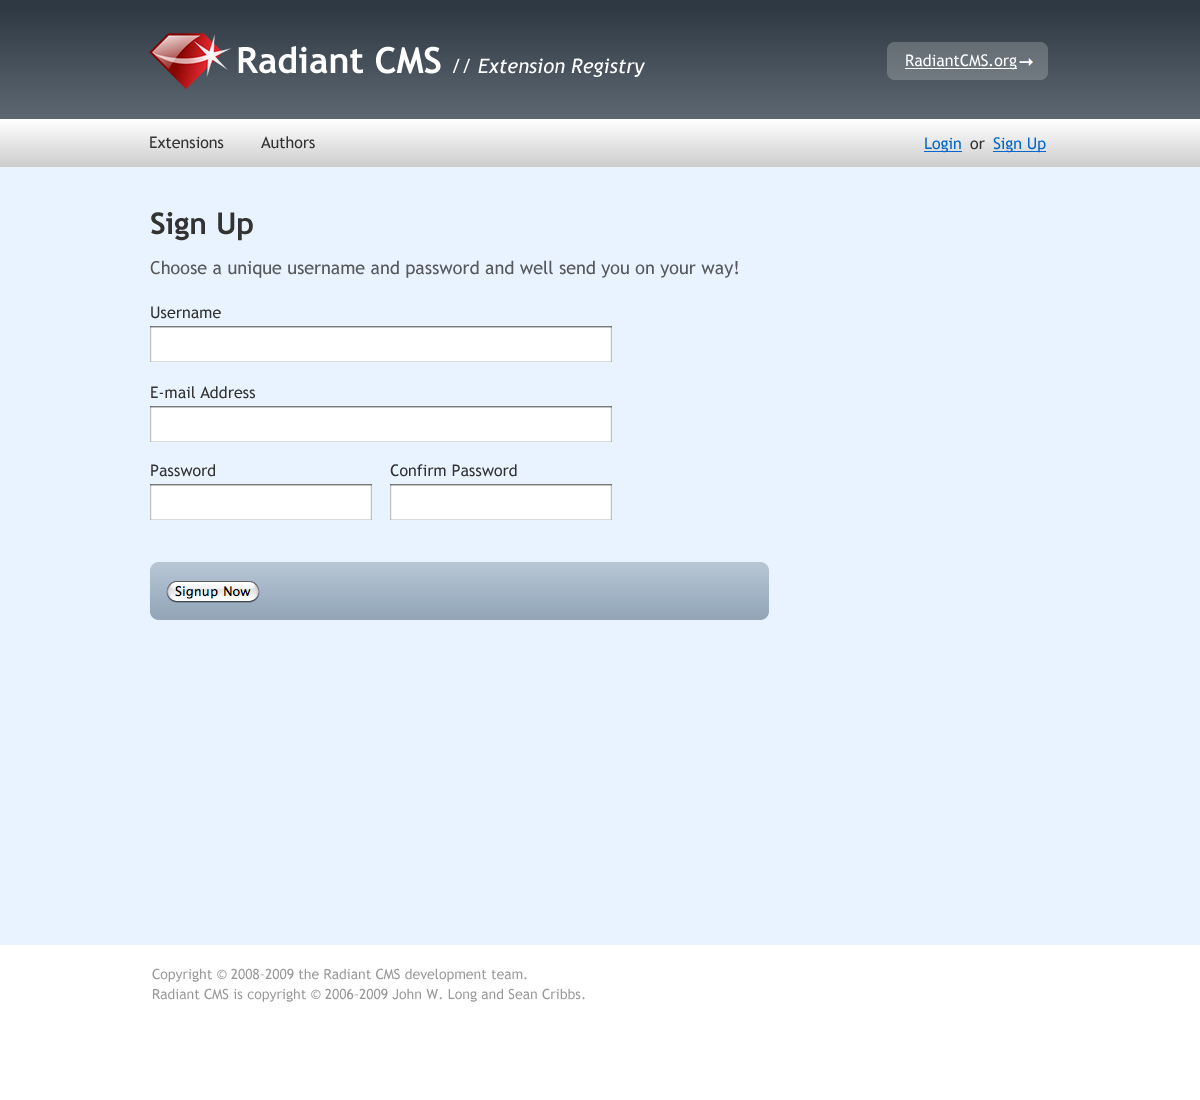 Radiant CMS // Extension Registry
RadiantCMS.org→
Extensions Authors
Login or Sign Up
Sign Up
Choose a unique username and password and well send you on your way!
Username
E-mail Address
Password Confirm Password
Signup Now
Copyright © 2008-2009 the Radiant CMS development team.
Radiant CMS is copyright © 2006-2009 John W. Long and Sean Cribbs.